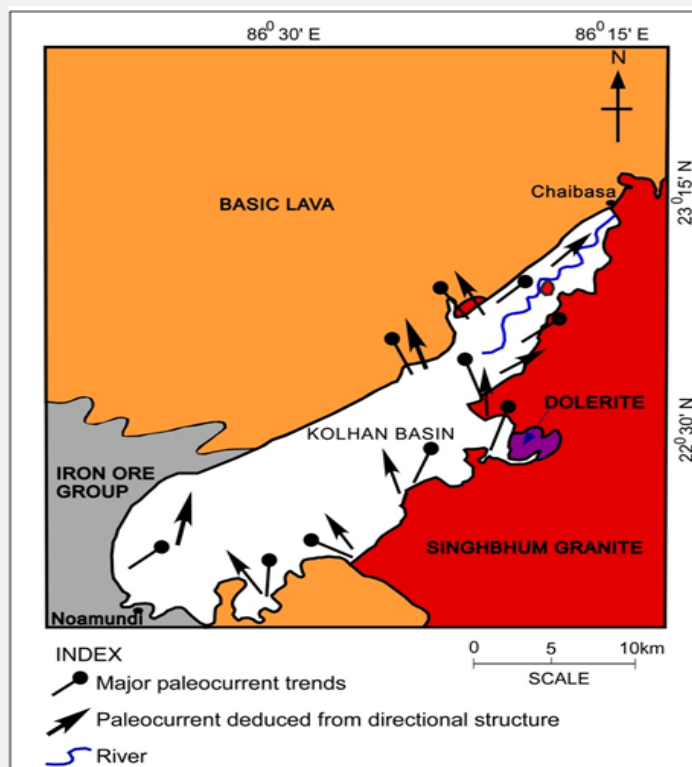 86⁰ 30' E
86⁰ 15' E
N
23⁰15' N
Chaibasa
BASIC LAVA
DOLERITE
22⁰30' N
KOLHAN BASIN
IRON ORE
GROUP
SINGHBHUM GRANITE
Noamundi
INDEX
0 5 10km
SCALE
Major paleocurrent trends
Paleocurrent deduced from directional structure
River